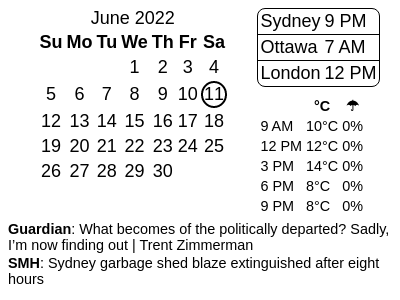 June 2022
Su Mo Tu We Th Fr Sa
1 2 3 4
5 6 7 8 9 10 11
12 13 14 15 16 17 18
19 20 21 22 23 24 25
26 27 28 29 30
Sydney 9 PM
Ottawa 7 AM
London 12 PM
°C ☂
9 AM 10°C 0%
12 PM 12°C 0%
3 PM 14°C 0%
6 PM 8°C 0%
9 PM 8°C 0%
Guardian: What becomes of the politically departed? Sadly,
I’m now finding out | Trent Zimmerman
SMH: Sydney garbage shed blaze extinguished after eight
hours